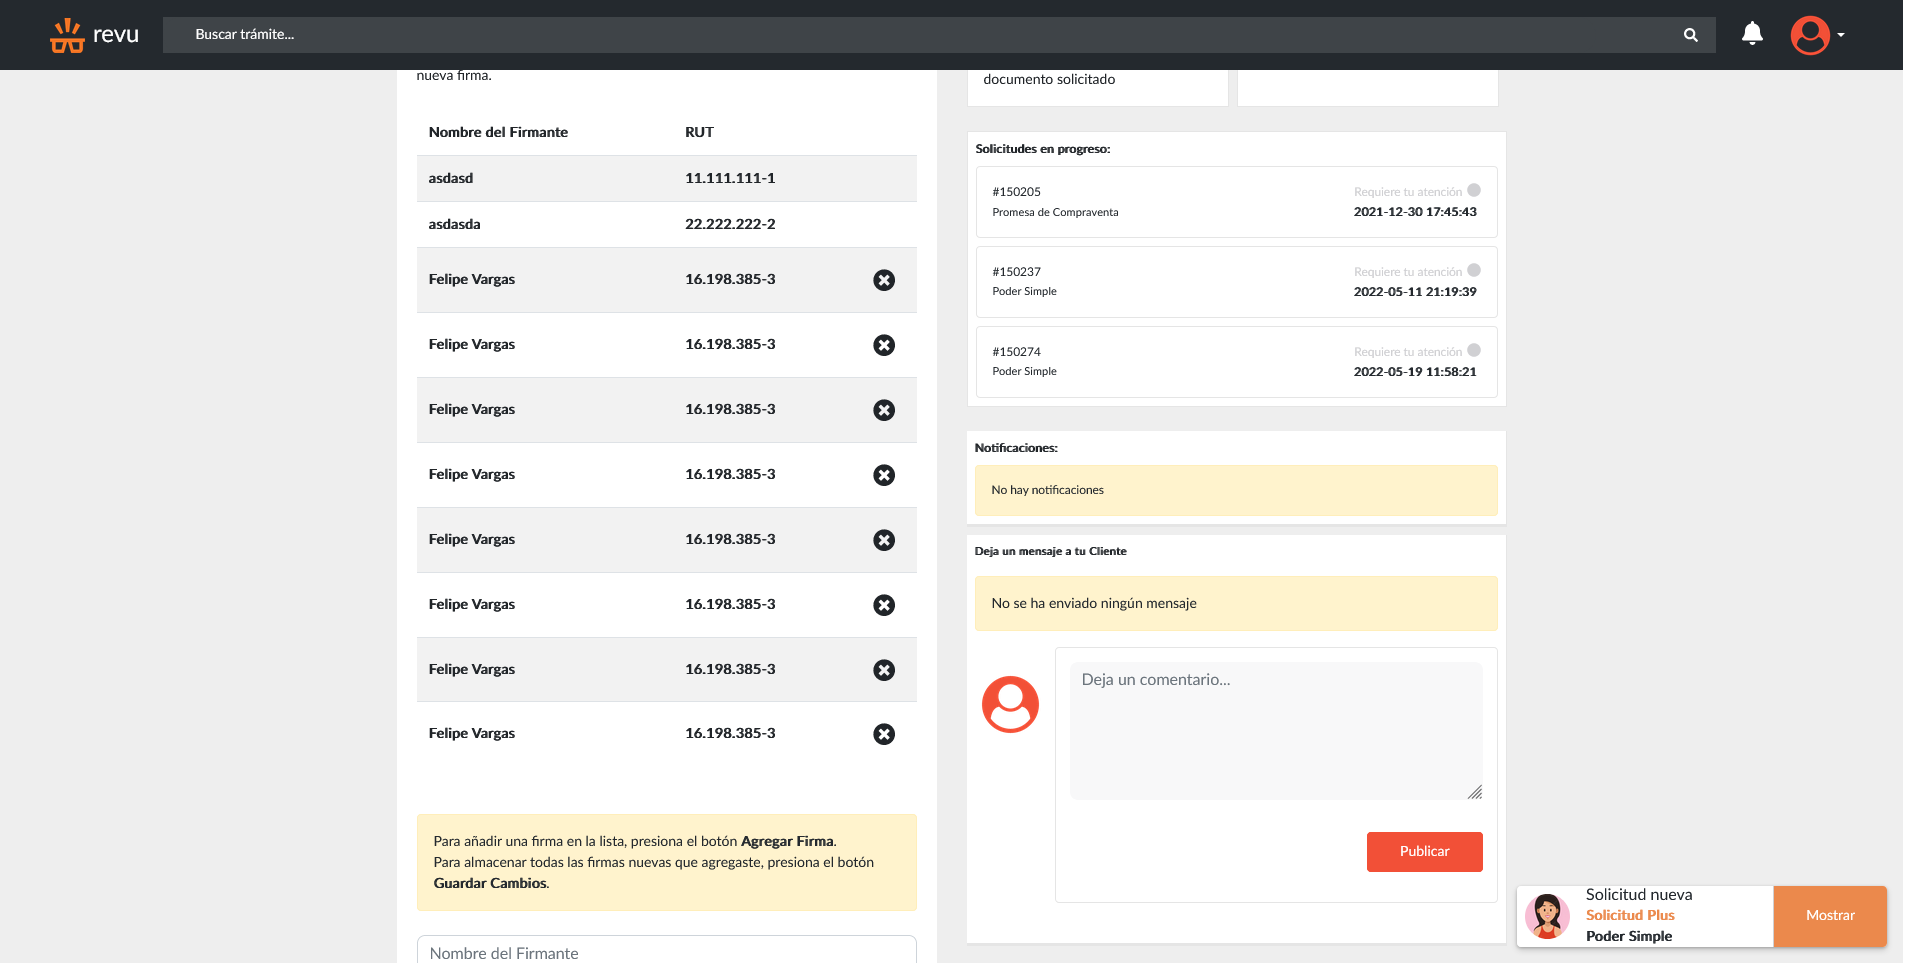 revu
Buscar trámite...
nueva firma.
Nombre del Firmante RUT
asdasd 11.111.111-1
asdasda 22.222.222-2
Felipe Vargas 16.198.385-3
Felipe Vargas 16.198.385-3
Felipe Vargas 16.198.385-3
Felipe Vargas 16.198.385-3
Felipe Vargas 16.198.385-3
Felipe Vargas 16.198.385-3
Felipe Vargas 16.198.385-3
Felipe Vargas 16.198.385-3
Para añadir una firma en la lista, presiona el botón Agregar Firma.
Para almacenar todas las firmas nuevas que agregaste, presiona el botón
Guardar Cambios.
Nombre del Firmante
documento solicitado
Solicitudes en progreso:
#150205 Requiere tu atención
Promesa de Compraventa 2021-12-30 17:45:43
#150237 Requiere tu atención
Poder Simple 2022-05-11 21:19:39
#150274 Requiere tu atención
Poder Simple 2022-05-19 11:58:21
Notificaciones:
No hay notificaciones
Deja un mensaje a tu Cliente
No se ha enviado ningún mensaje
Deja un comentario...
Publicar
Solicitud nueva
Solicitud Plus
Poder Simple
Mostrar